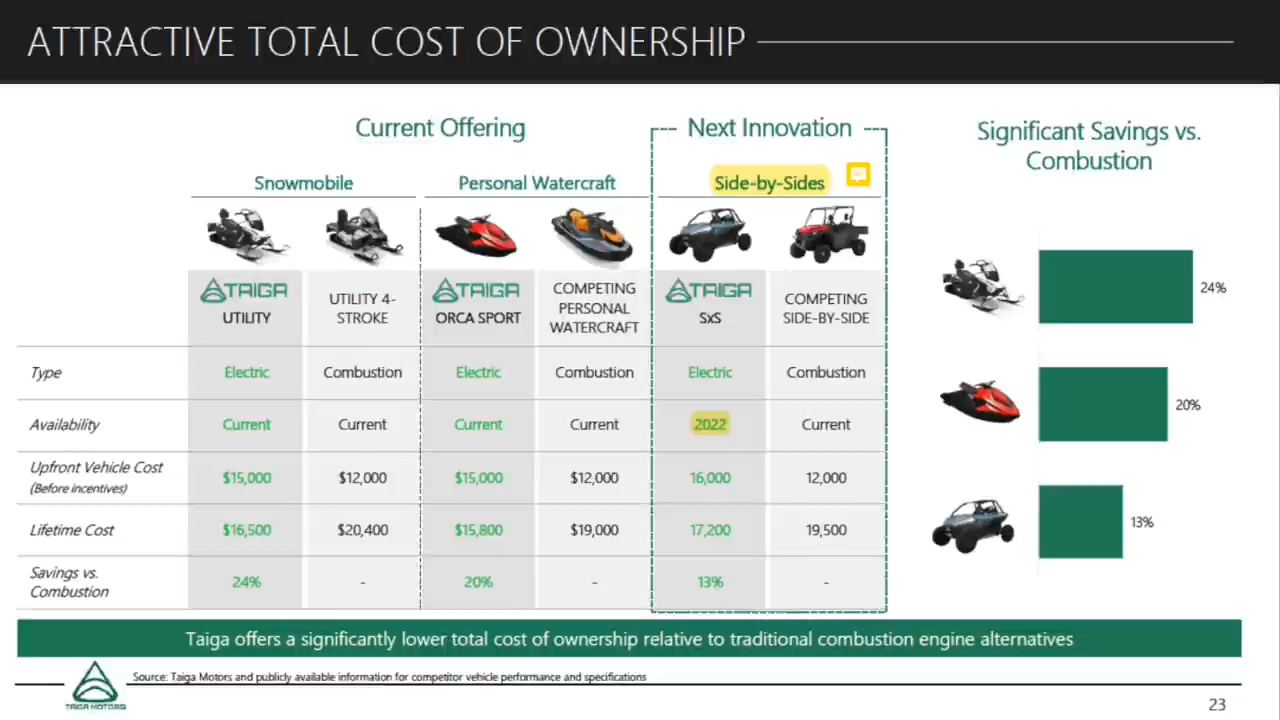 ATTRACTIVE TOTAL COST OF OWNERSHIP
Current Offering
Next Innovation
Significant Savings vs.
Combustion
Snowmobile
Personal Watercraft
Side-by-Sides
TAIGA
UTILITY
UTILITY 4-
STROKE
TAIGA
ORCA SPORT
COMPETING
PERSONAL
WATERCRAFT
TAIGA
SxS
COMPETING
SIDE-BY-SIDE
Type Electric Combustion Electric Combustion Electric Combustion
Availability Current Current Current Current 2022 Current
Upfront Vehicle Cost
(Before incentives)
$15,000 $12,000 $15,000 $12,000 16,000 12,000
Lifetime Cost $16,500 $20,400 $15,800 $19,000 17,200 19,500
Savings vs.
Combustion
24% - 20% - 13% -
24%
20%
13%
Taiga offers a significantly lower total cost of ownership relative to traditional combustion engine alternatives
Source: Taiga Motors and publicly available information for competitor vehicle performance and specifications
TAIGA MOTORS
23